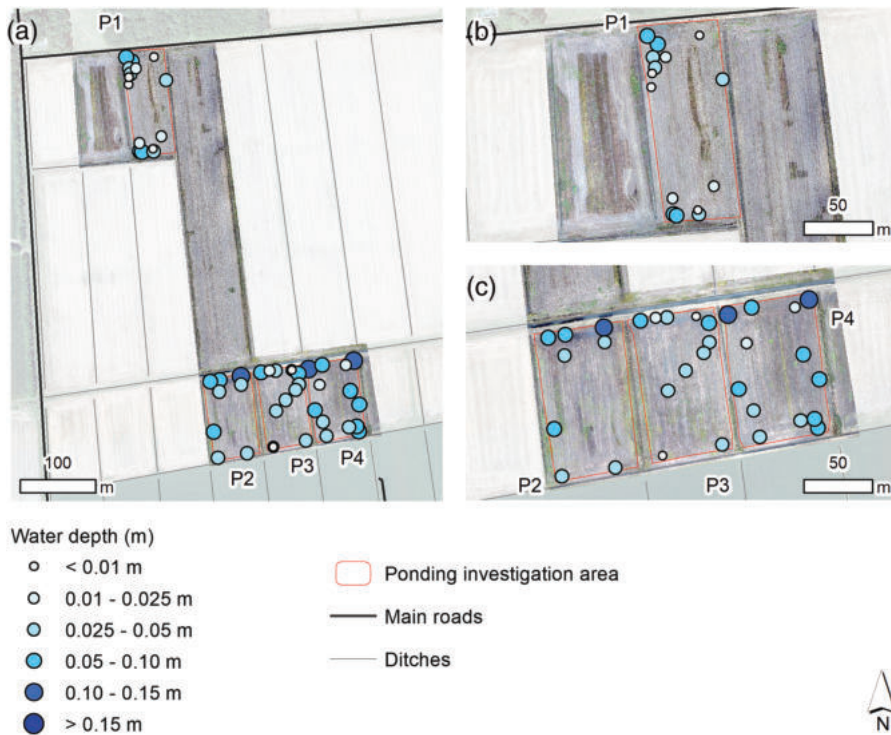 (a)
P1
P2
P3
P4
100
m
(b)
P1
50
m
(c)
P4
P2
P3
50
m
Water depth (m)
< 0.01 m
0.01 - 0.025 m
0.025 - 0.05 m
0.05 - 0.10 m
0.10 - 0.15 m
> 0.15 m
Ponding investigation area
Main roads
Ditches
N